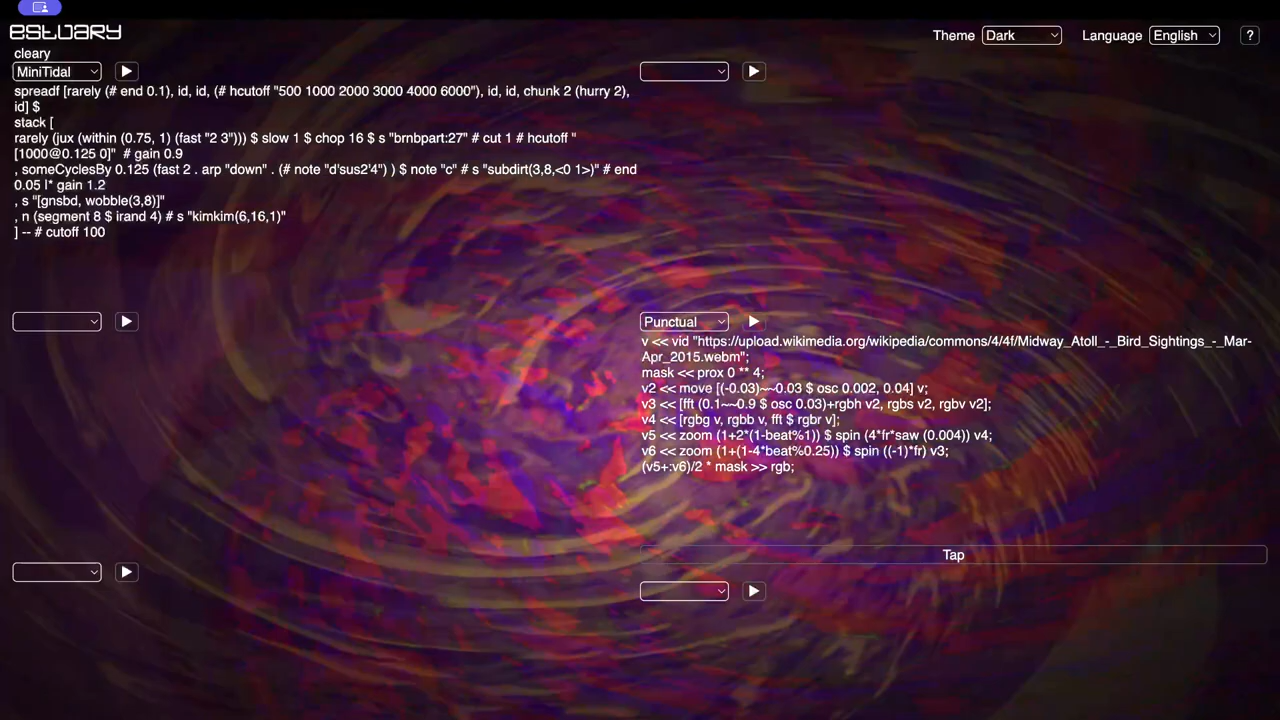 ESTUARY
Theme Dark Language English ?
cleary
MiniTidal
spreadf [rarely (# end 0.1), id, id, (# hcutoff "500 1000 2000 3000 4000 6000"), id, id, chunk 2 (hurry 2),
id] $
stack [
rarely (jux (within (0.75, 1) (fast "2 3"))) $ slow 1 $ chop 16 $ s "brnbpart:27" # cut 1 # hcutoff "
[1000@0.125 0]" # gain 0.9
, someCyclesBy 0.125 (fast 2 . arp "down" . (# note "d'sus2'4") ) $ note "c" # s "subdirt(3,8,<0 1>)" # end
0.05 |* gain 1.2
, s "[gnsbd, wobble(3,8)]"
, n (segment 8 $ irand 4) # s "kimkim(6,16,1)"
] -- # cutoff 100
Punctual
v << vid "https://upload.wikimedia.org/wikipedia/commons/4/4f/Midway_Atoll_-_Bird_Sightings_-_Mar-
Apr_2015.webm";
mask << prox 0 ** 4;
v2 << move [(-0.03)~~0.03 $ osc 0.002, 0.04] v;
v3 << [fft (0.1~~0.9 $ osc 0.03)+rgbh v2, rgbs v2, rgbv v2];
v4 << [rgbg v, rgbb v, fft $ rgbr v];
v5 << zoom (1+2*(1-beat%1)) $ spin (4*fr*saw (0.004)) v4;
v6 << zoom (1+(1-4*beat%0.25)) $ spin ((-1)*fr) v3;
(v5+:v6)/2 * mask >> rgb;
Tap